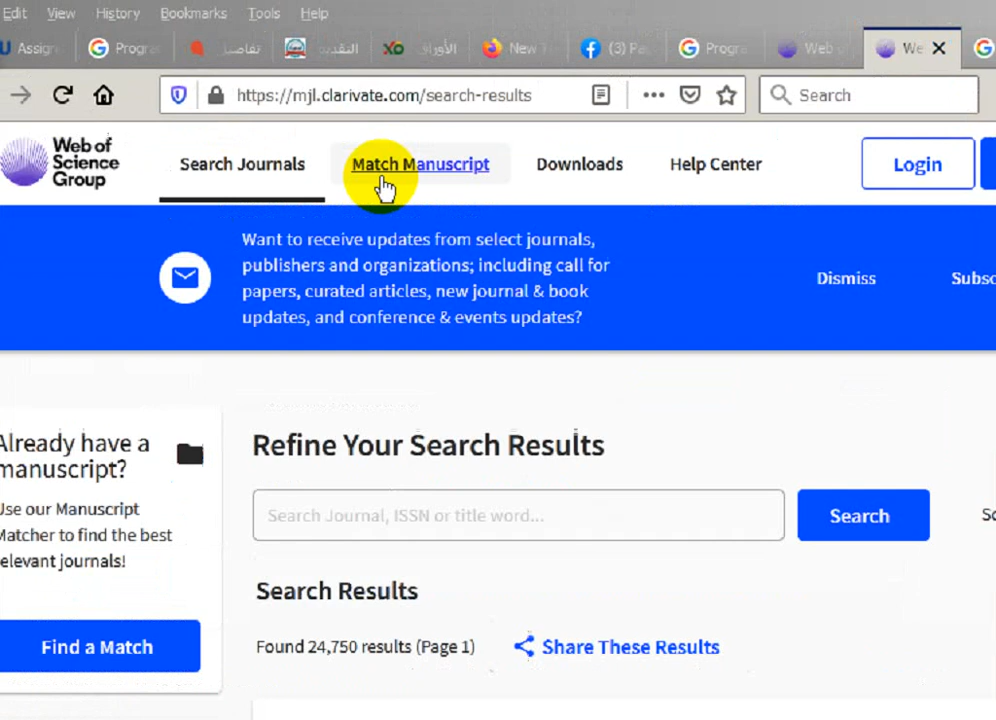 Edit View History Bookmarks Tools Help
Assign Progra تفاصـ التقديـ XO الأوراق New T (3) Pa Progra Web o We
https://mjl.clarivate.com/search-results Search
Web of Science Group
Search Journals Match Manuscript Downloads Help Center Login
Want to receive updates from select journals,
publishers and organizations; including call for
papers, curated articles, new journal & book
updates, and conference & events updates?
Dismiss Subsc
Already have a
manuscript?
Use our Manuscript
Matcher to find the best
relevant journals!
Find a Match
Refine Your Search Results
Search Journal, ISSN or title word...
Search So
Search Results
Found 24,750 results (Page 1) Share These Results